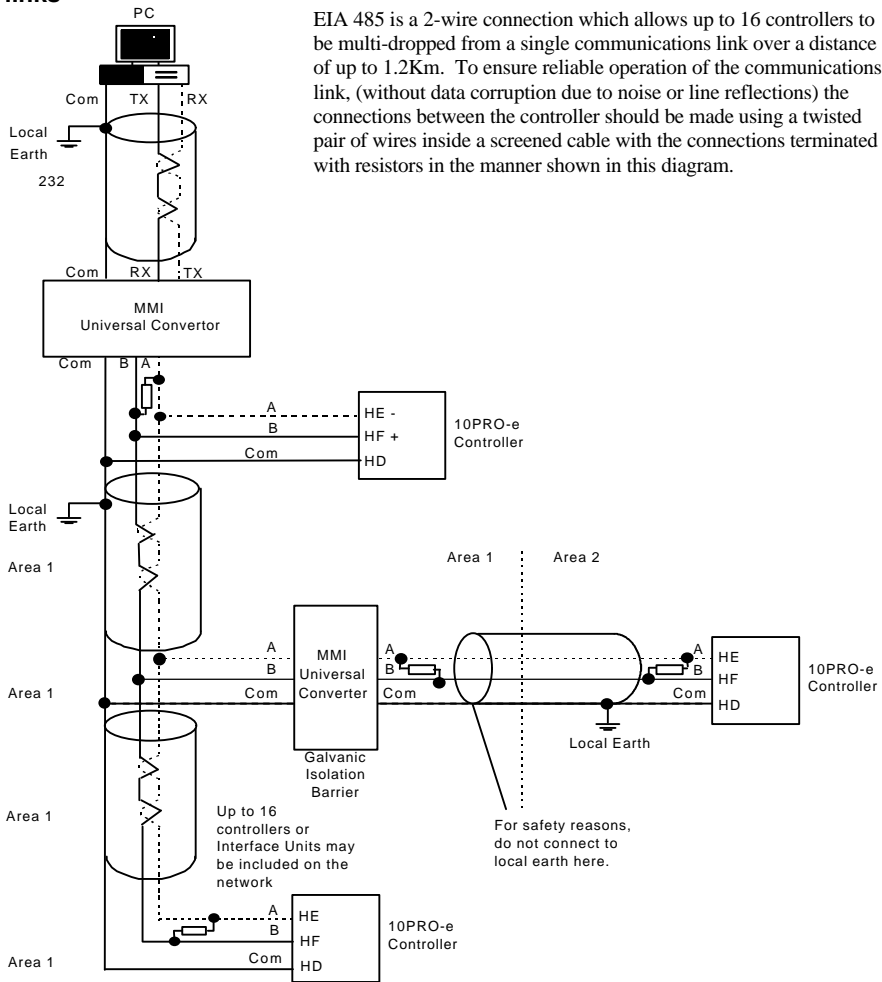 links
PC
EIA 485 is a 2-wire connection which allows up to 16 controllers to
be multi-dropped from a single communications link over a distance
of up to 1.2Km.  To ensure reliable operation of the communications
link, (without data corruption due to noise or line reflections) the
connections between the controller should be made using a twisted
pair of wires inside a screened cable with the connections terminated
with resistors in the manner shown in this diagram.
Com TX RX
Local
Earth
232
Com RX TX
MMI
Universal Convertor
Com B A
A HE -
B HF +
Com HD
10PRO-e
Controller
Local
Earth
Area 1
Area 1 Area 2
A
B
Com
MMI
Universal
Converter
A
B
Com
A HE
B HF
Com HD
10PRO-e
Controller
Area 1
Local Earth
Galvanic
Isolation
Barrier
Area 1
Up to 16
controllers or
Interface Units may
be included on the
network
For safety reasons,
do not connect to
local earth here.
A HE
B HF
Com HD
10PRO-e
Controller
Area 1